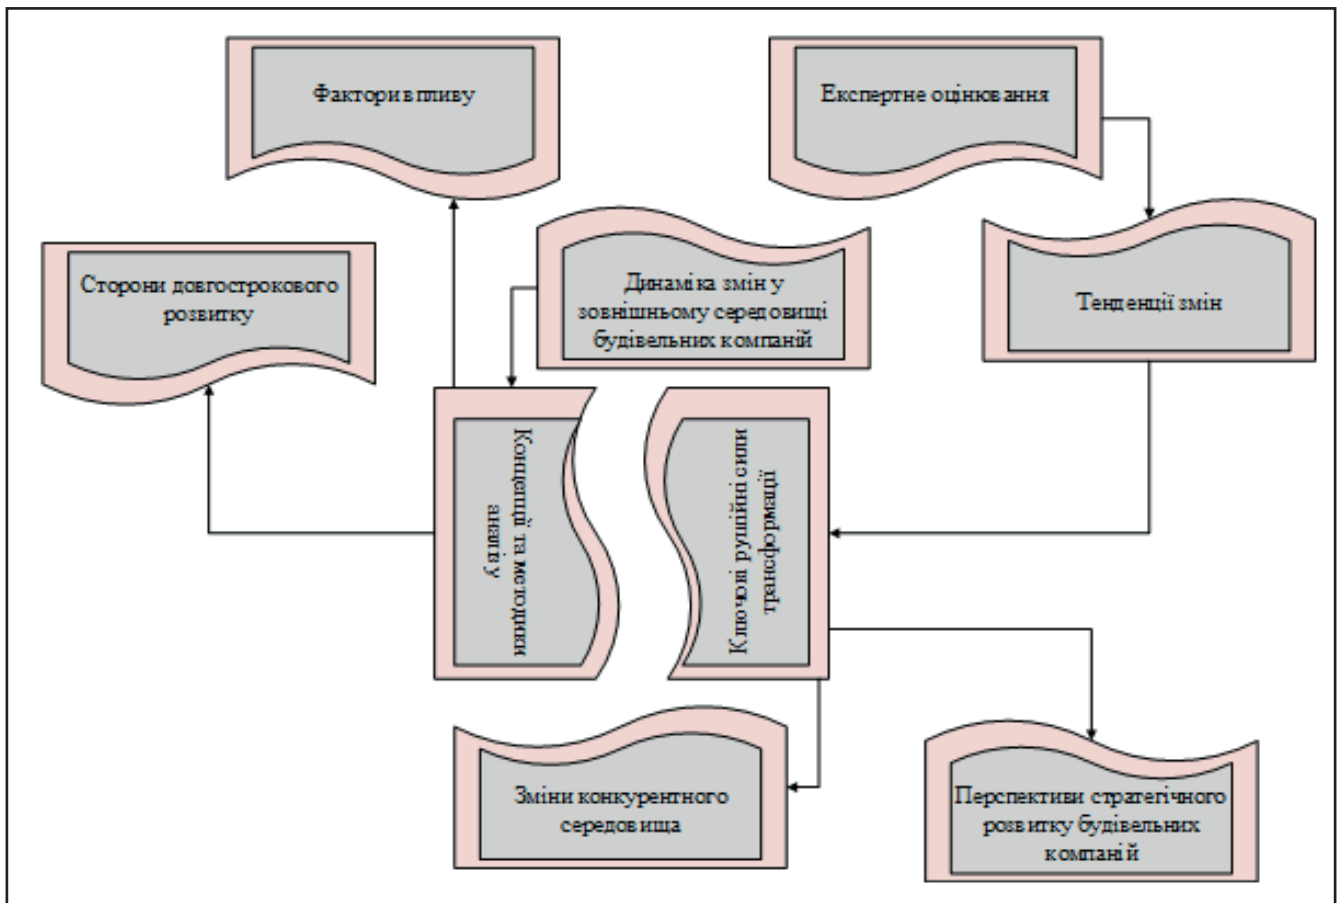 Фактори впливу
Експертне оцінювання
Сторони довгострокового
розвитку
Динаміка змін у
зовнішньому середовищі
будівельних компаній
Тенденції змін
Концепції та методики
аналізу
Ключові рушійні сили
трансформації
Зміни конкурентного
середовища
Перспективи стратегічного
розвитку будівельних
компаній